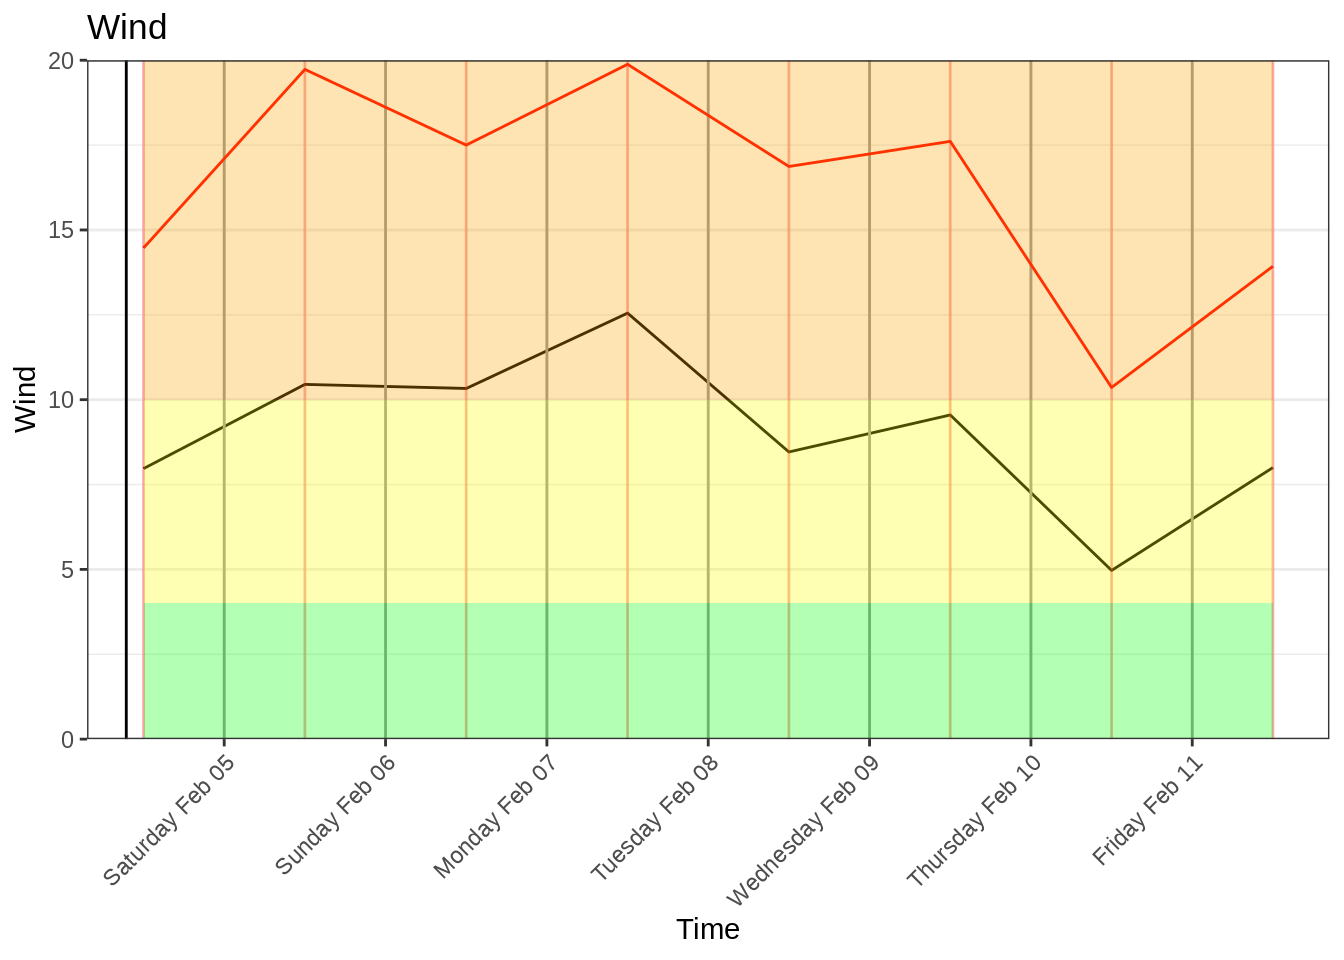 Wind
20
15
10
5
0
Wind
Saturday Feb 05
Sunday Feb 06
Monday Feb 07
Tuesday Feb 08
Wednesday Feb 09
Thursday Feb 10
Friday Feb 11
Time